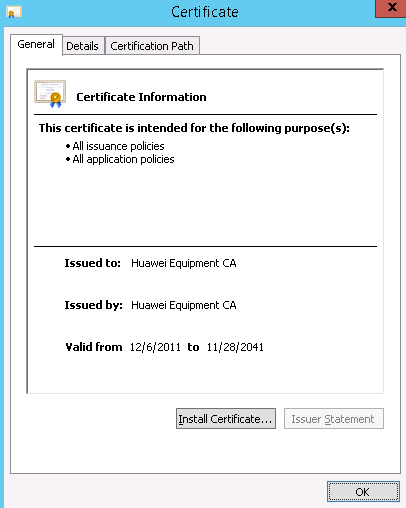 Certificate
x
General
Details
Certification Path
Certificate Information
This certificate is intended for the following purpose(s):
• All issuance policies
• All application policies
Issued to: Huawei Equipment CA
Issued by: Huawei Equipment CA
Valid from 12/6/2011 to 11/28/2041
Install Certificate...
Issuer Statement
OK